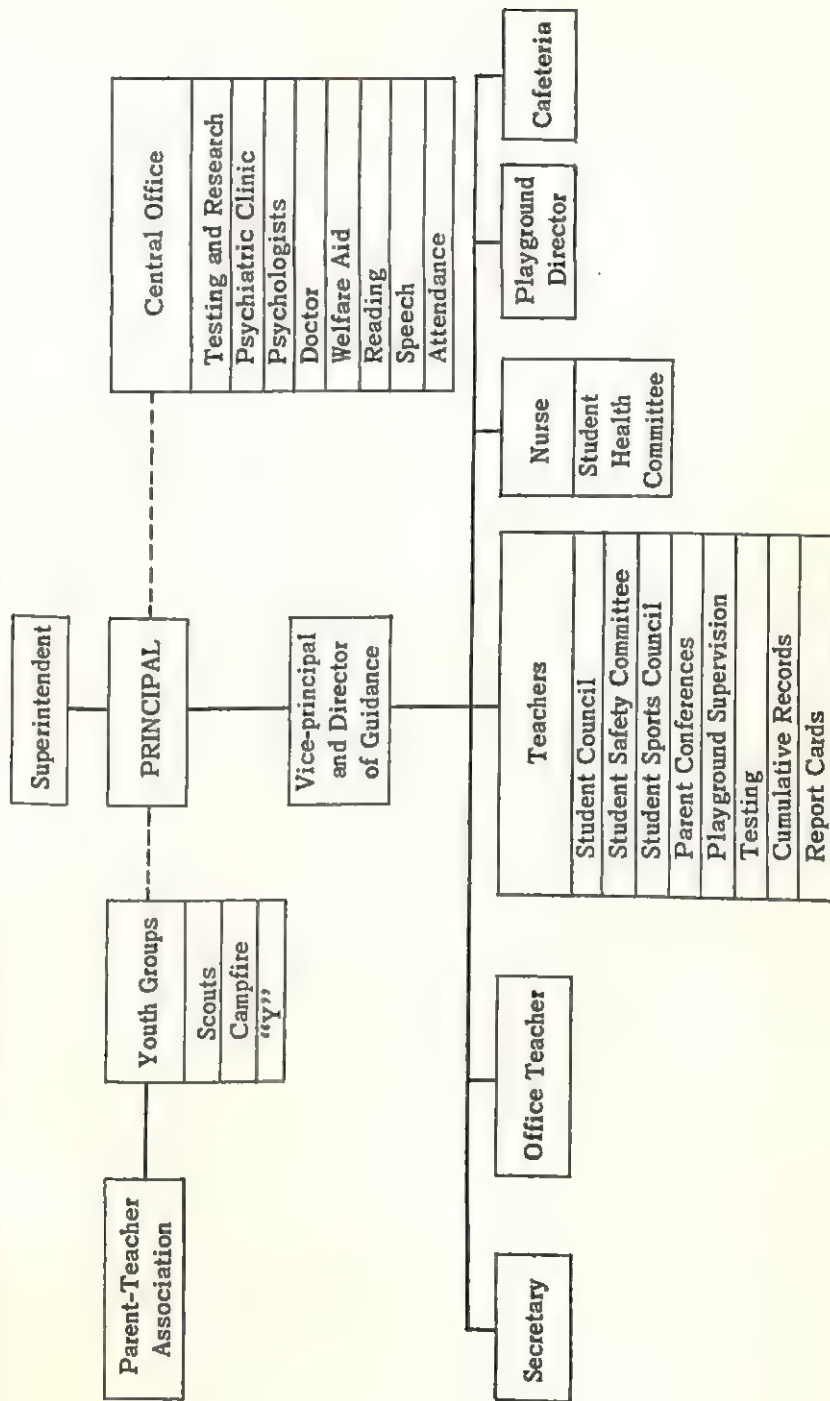 Superintendent
PRINCIPAL
Parent-Teacher
Association
Youth Groups
Scouts
Campfire
“Y”
Central Office
Testing and Research
Psychiatric Clinic
Psychologists
Doctor
Welfare Aid
Reading
Speech
Attendance
Vice-principal
and Director
of Guidance
Secretary
Office Teacher
Teachers
Student Council
Student Safety Committee
Student Sports Council
Parent Conferences
Playground Supervision
Testing
Cumulative Records
Report Cards
Nurse
Student
Health
Committee
Playground
Director
Cafeteria